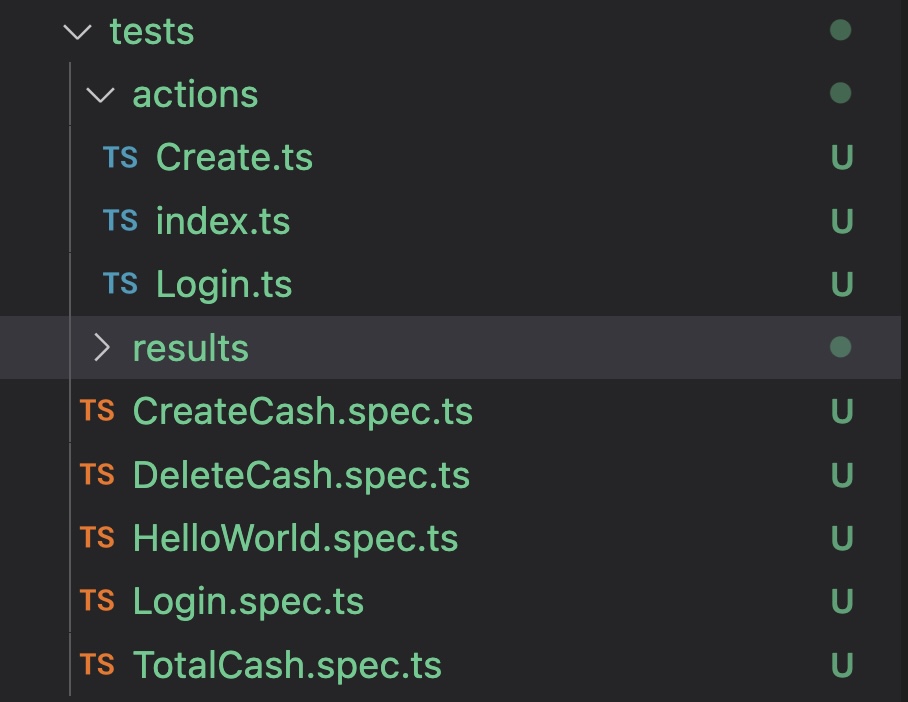 tests
actions
TS Create.ts U
TS index.ts U
TS Login.ts U
results
TS CreateCash.spec.ts U
TS DeleteCash.spec.ts U
TS HelloWorld.spec.ts U
TS Login.spec.ts U
TS TotalCash.spec.ts U